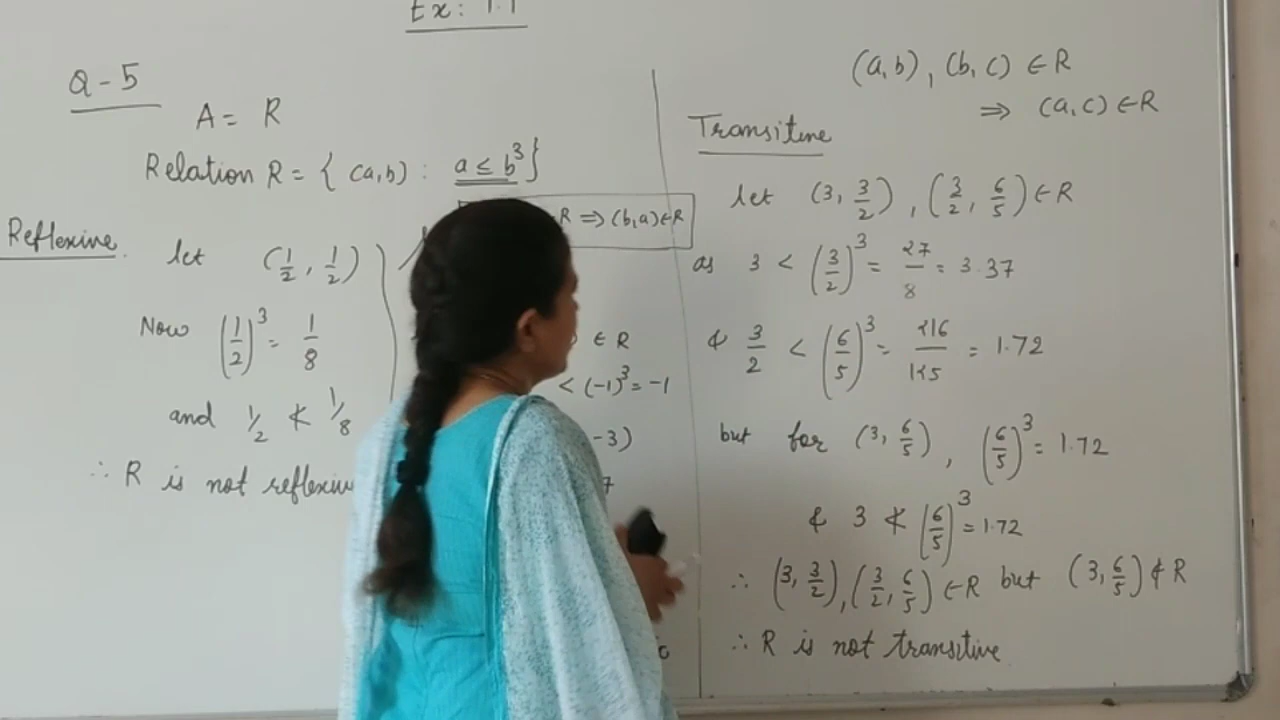 Ex: 1.1
Q-5
A = R
Relation R = { (a,b) : a ≤ b³}
Reflexive. let (1/2, 1/2)
Now (1/2)³ = 1/8
and 1/2 ≮ 1/8
∴ R is not reflexive
R ⇒ (b,a) ∈ R
∈ R
< (-1)³ = -1
-3)
7
(a,b), (b,c) ∈ R
⇒ (a,c) ∈ R
Transitive
let (3, 3/2), (3/2, 6/5) ∈ R
as 3 < (3/2)³ = 27/8 = 3.37
& 3/2 < (6/5)³ = 216/125 = 1.72
but for (3, 6/5), (6/5)³ = 1.72
& 3 ≮ (6/5)³ = 1.72
∴ (3, 3/2), (3/2, 6/5) ∈ R but (3, 6/5) ∉ R
∴ R is not transitive